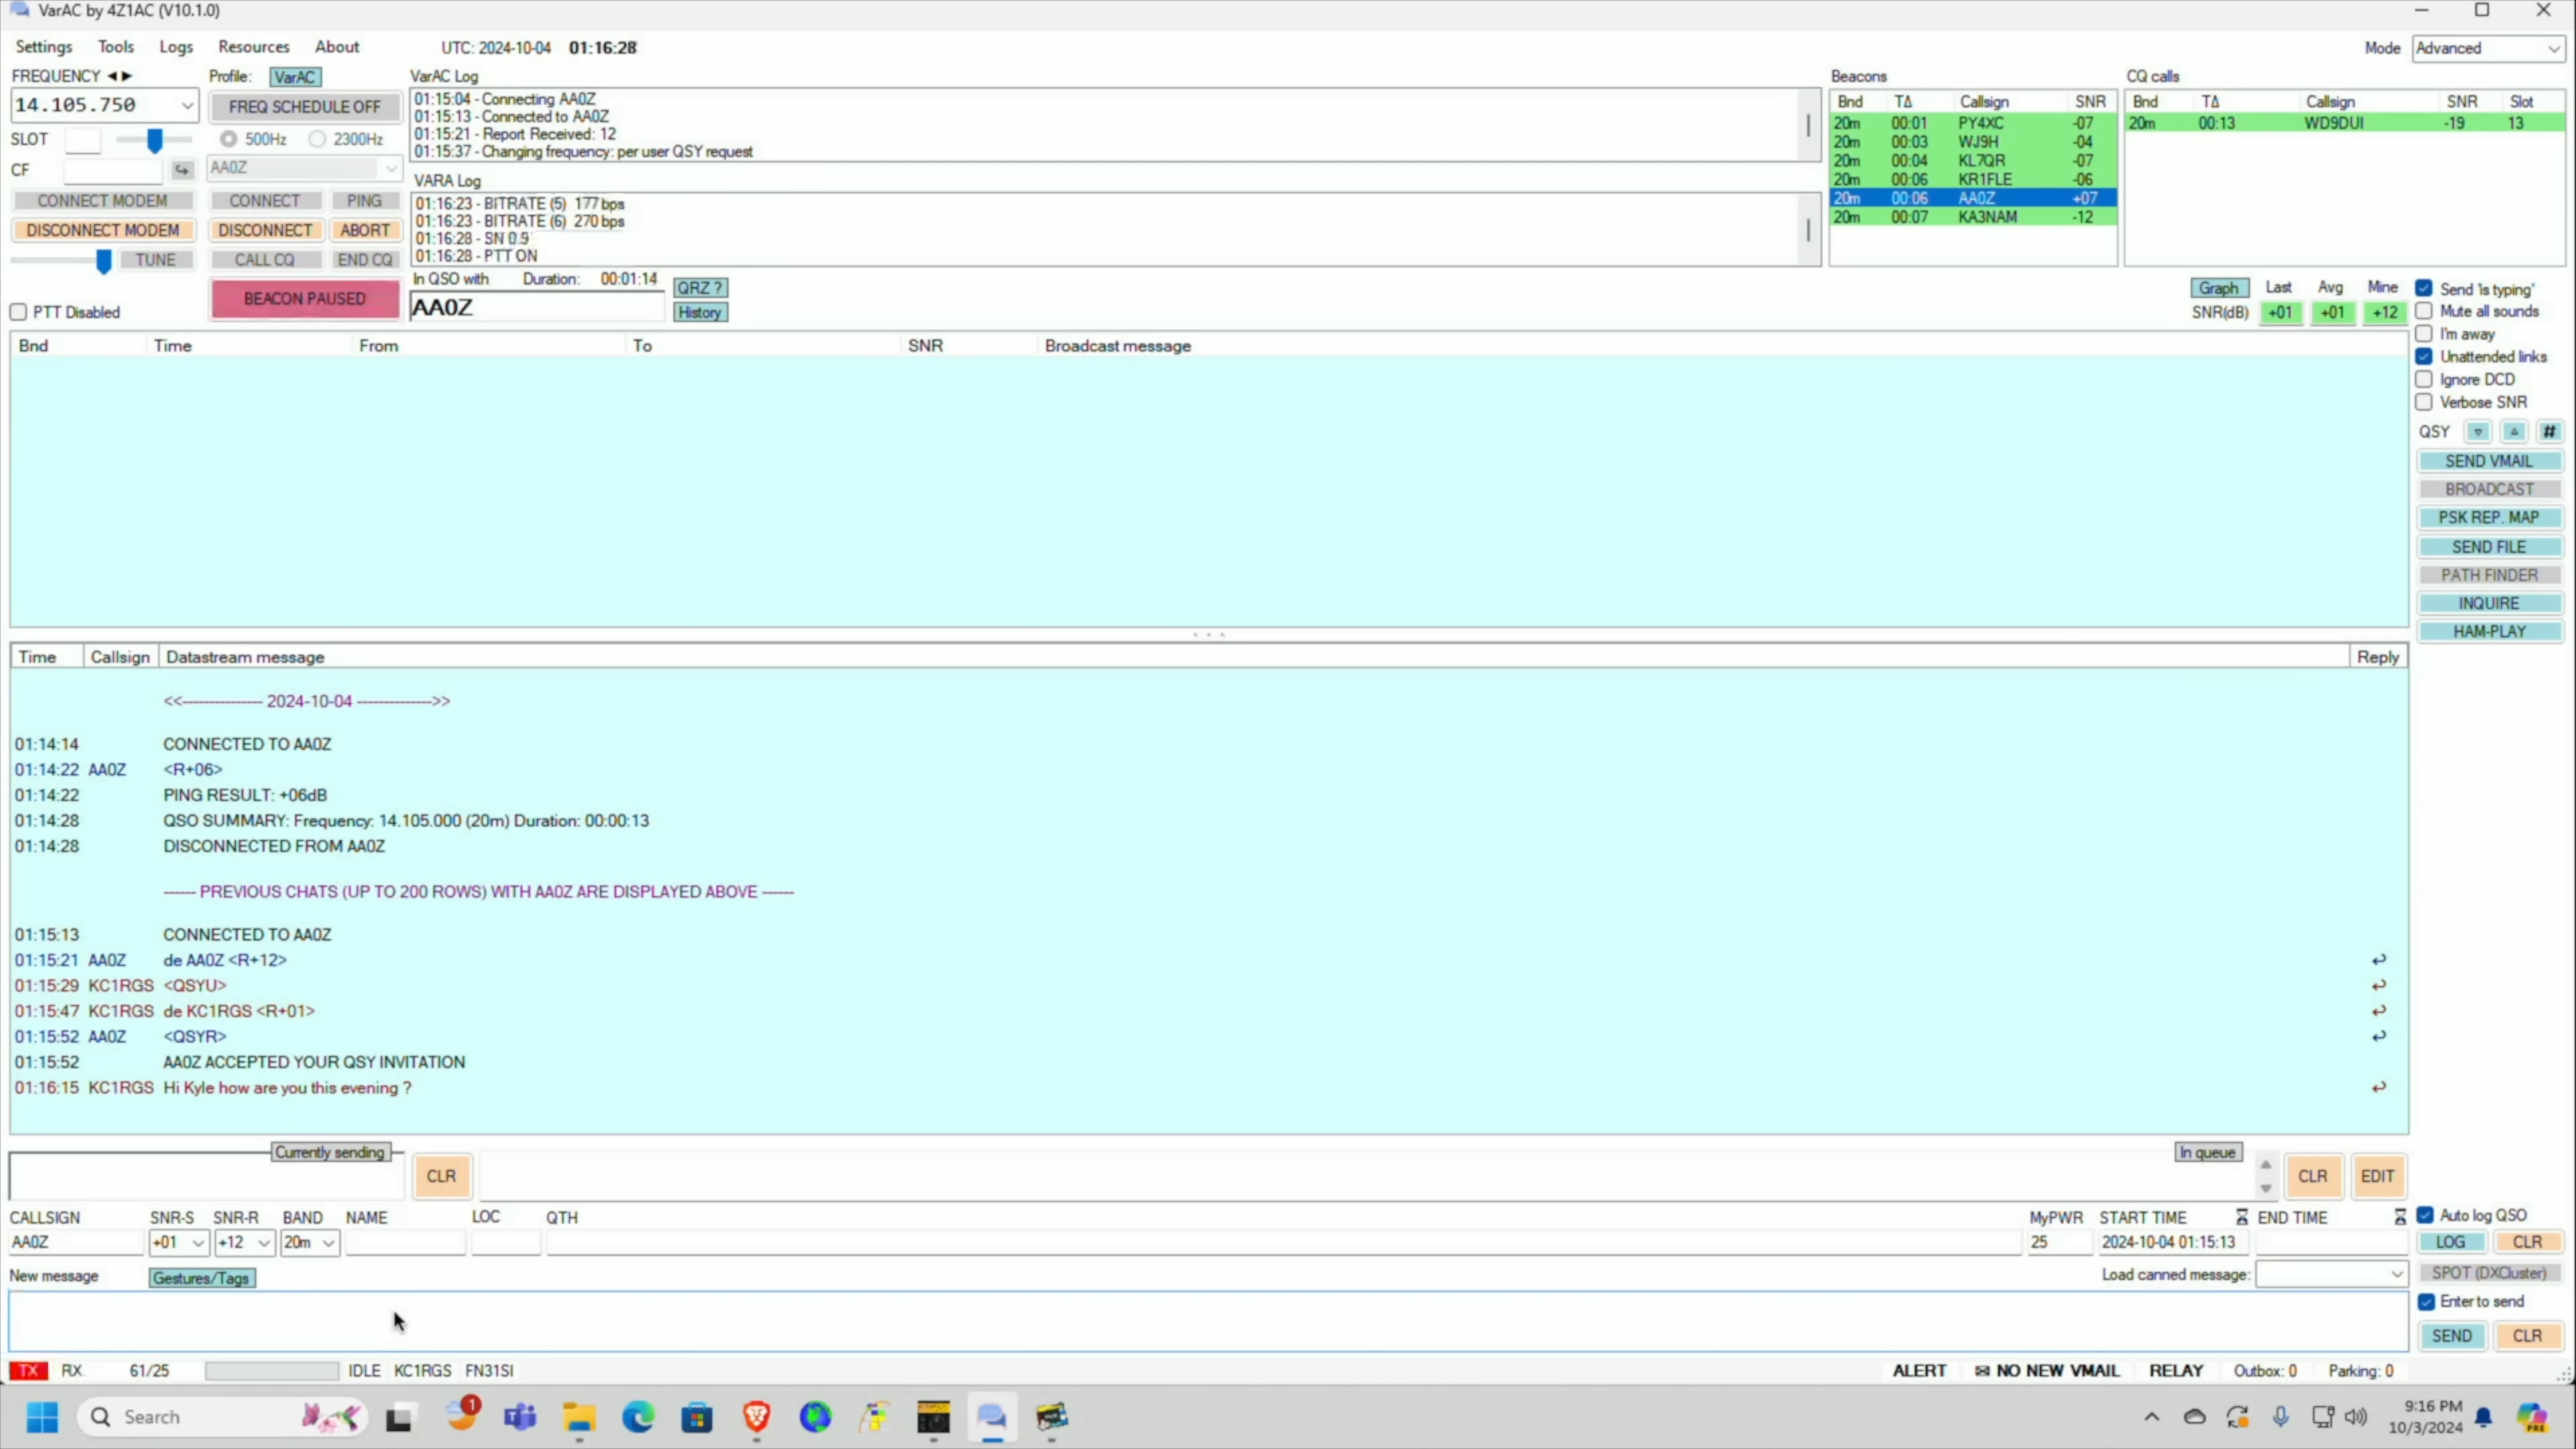 VarAC by 4Z1AC (V10.1.0)
Settings Tools Logs Resources About UTC: 2024-10-04 01:16:28 Mode Advanced
FREQUENCY Profile: VarAC
14.105.750 FREQ SCHEDULE OFF
SLOT 500Hz 2300Hz
CF AA0Z
CONNECT MODEM CONNECT PING
DISCONNECT MODEM DISCONNECT ABORT
TUNE CALL CQ END CQ
BEACON PAUSED
PTT Disabled
VarAC Log
01:15:04 - Connecting AA0Z
01:15:13 - Connected to AA0Z
01:15:21 - Report Received: 12
01:15:37 - Changing frequency: per user QSY request
VARA Log
01:16:23 - BITRATE (5) 177 bps
01:16:23 - BITRATE (6) 270 bps
01:16:28 - SN 0.9
01:16:28 - PTT ON
In QSO with Duration: 00:01:14 QRZ ?
AA0Z History
Beacons
Bnd TΔ Callsign SNR
20m 00:01 PY4XC -07
20m 00:03 WJ9H -04
20m 00:04 KL7QR -07
20m 00:06 KR1FLE -06
20m 00:06 AA0Z +07
20m 00:07 KA3NAM -12
CQ calls
Bnd TΔ Callsign SNR Slot
20m 00:13 WD9DUI -19 13
Graph Last Avg Mine
SNR(dB) +01 +01 +12
Send 'is typing'
Mute all sounds
I'm away
Unattended links
Ignore DCD
Verbose SNR
QSY #
SEND VMAIL
BROADCAST
PSK REP. MAP
SEND FILE
PATH FINDER
INQUIRE
HAM-PLAY
Bnd Time From To SNR Broadcast message
Time Callsign Datastream message Reply
<<--------------- 2024-10-04 -------------->>
01:14:14 CONNECTED TO AA0Z
01:14:22 AA0Z <R+06>
01:14:22 PING RESULT: +06dB
01:14:28 QSO SUMMARY: Frequency: 14.105.000 (20m) Duration: 00:00:13
01:14:28 DISCONNECTED FROM AA0Z
------ PREVIOUS CHATS (UP TO 200 ROWS) WITH AA0Z ARE DISPLAYED ABOVE ------
01:15:13 CONNECTED TO AA0Z
01:15:21 AA0Z de AA0Z <R+12>
01:15:29 KC1RGS <QSYU>
01:15:47 KC1RGS de KC1RGS <R+01>
01:15:52 AA0Z <QSYR>
01:15:52 AA0Z ACCEPTED YOUR QSY INVITATION
01:16:15 KC1RGS Hi Kyle how are you this evening ?
Currently sending CLR In queue CLR EDIT
CALLSIGN SNR-S SNR-R BAND NAME LOC QTH MyPWR START TIME END TIME Auto log QSO
AA0Z +01 +12 20m 25 2024-10-04 01:15:13 LOG CLR
New message Gestures/Tags Load canned message: SPOT (DXCluster)
Enter to send
SEND CLR
TX RX 61/25 IDLE KC1RGS FN31SI ALERT NO NEW VMAIL RELAY Outbox: 0 Parking: 0
Search 1 9:16 PM
10/3/2024
PRE